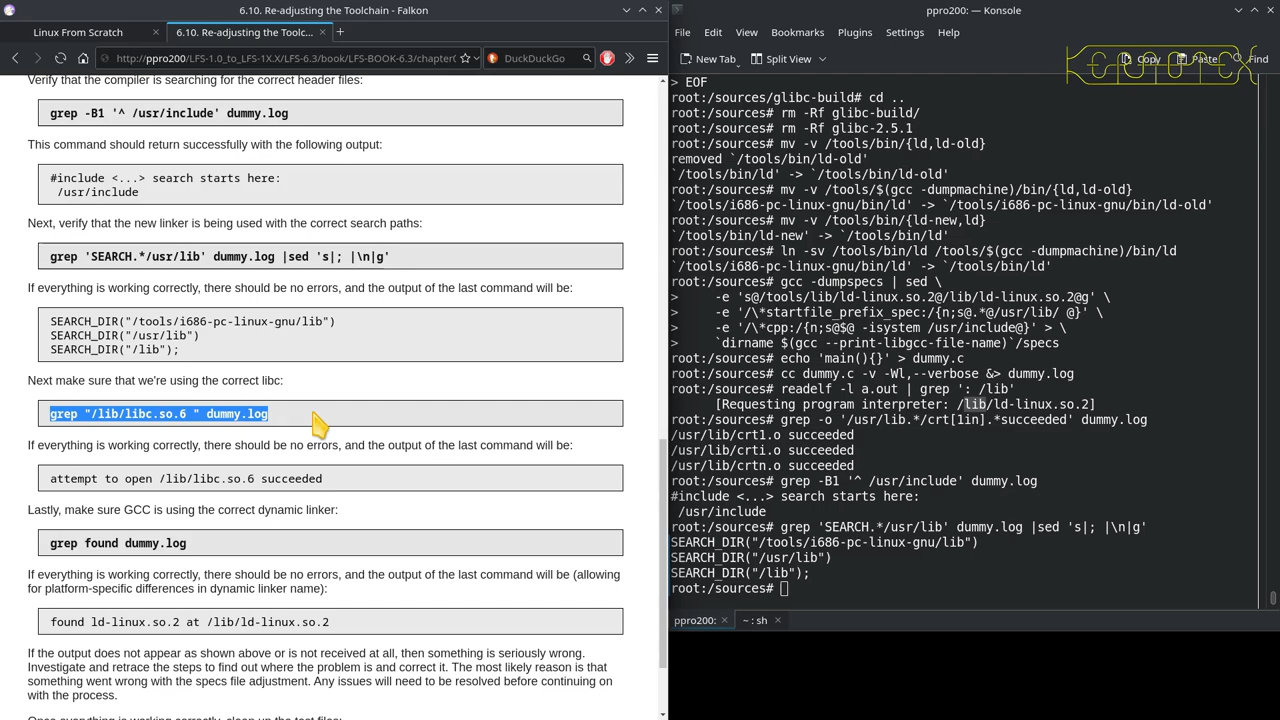 6.10. Re-adjusting the Toolchain - Falkon
Linux From Scratch
6.10. Re-adjusting the Toolc...
http://ppro200/LFS-1.0_to_LFS-1X.X/LFS-6.3/book/LFS-BOOK-6.3/chapter(
DuckDuckGo
Verify that the compiler is searching for the correct header files:
grep -B1 '^ /usr/include' dummy.log
This command should return successfully with the following output:
#include <...> search starts here:
/usr/include
Next, verify that the new linker is being used with the correct search paths:
grep 'SEARCH.*/usr/lib' dummy.log |sed 's|; |\n|g'
If everything is working correctly, there should be no errors, and the output of the last command will be:
SEARCH_DIR("/tools/i686-pc-linux-gnu/lib")
SEARCH_DIR("/usr/lib")
SEARCH_DIR("/lib");
Next make sure that we're using the correct libc:
grep "/lib/libc.so.6 " dummy.log
If everything is working correctly, there should be no errors, and the output of the last command will be:
attempt to open /lib/libc.so.6 succeeded
Lastly, make sure GCC is using the correct dynamic linker:
grep found dummy.log
If everything is working correctly, there should be no errors, and the output of the last command will be (allowing
for platform-specific differences in dynamic linker name):
found ld-linux.so.2 at /lib/ld-linux.so.2
If the output does not appear as shown above or is not received at all, then something is seriously wrong.
Investigate and retrace the steps to find out where the problem is and correct it. The most likely reason is that
something went wrong with the specs file adjustment. Any issues will need to be resolved before continuing on
with the process.
Once everything is working correctly, clean up the test files:
ppro200: — Konsole
File Edit View Bookmarks Plugins Settings Help
New Tab Split View Copy Paste Find
> EOF
root:/sources/glibc-build# cd ..
root:/sources# rm -Rf glibc-build/
root:/sources# rm -Rf glibc-2.5.1
root:/sources# mv -v /tools/bin/{ld,ld-old}
removed `/tools/bin/ld-old'
`/tools/bin/ld' -> `/tools/bin/ld-old'
root:/sources# mv -v /tools/$(gcc -dumpmachine)/bin/{ld,ld-old}
`/tools/i686-pc-linux-gnu/bin/ld' -> `/tools/i686-pc-linux-gnu/bin/ld-old'
root:/sources# mv -v /tools/bin/{ld-new,ld}
`/tools/bin/ld-new' -> `/tools/bin/ld'
root:/sources# ln -sv /tools/bin/ld /tools/$(gcc -dumpmachine)/bin/ld
`/tools/i686-pc-linux-gnu/bin/ld' -> `/tools/bin/ld'
root:/sources# gcc -dumpspecs | sed \
> -e 's@/tools/lib/ld-linux.so.2@/lib/ld-linux.so.2@g' \
> -e '/\*startfile_prefix_spec:/{n;s@.*@/usr/lib/ @}' \
> -e '/\*cpp:/{n;s@$@ -isystem /usr/include@}' > \
> `dirname $(gcc --print-libgcc-file-name)`/specs
root:/sources# echo 'main(){}' > dummy.c
root:/sources# cc dummy.c -v -Wl,--verbose &> dummy.log
root:/sources# readelf -l a.out | grep ': /lib'
[Requesting program interpreter: /lib/ld-linux.so.2]
root:/sources# grep -o '/usr/lib.*/crt[1in].*succeeded' dummy.log
/usr/lib/crt1.o succeeded
/usr/lib/crti.o succeeded
/usr/lib/crtn.o succeeded
root:/sources# grep -B1 '^ /usr/include' dummy.log
#include <...> search starts here:
/usr/include
root:/sources# grep 'SEARCH.*/usr/lib' dummy.log |sed 's|; |\n|g'
SEARCH_DIR("/tools/i686-pc-linux-gnu/lib")
SEARCH_DIR("/usr/lib")
SEARCH_DIR("/lib");
root:/sources#
ppro200:
~ : sh